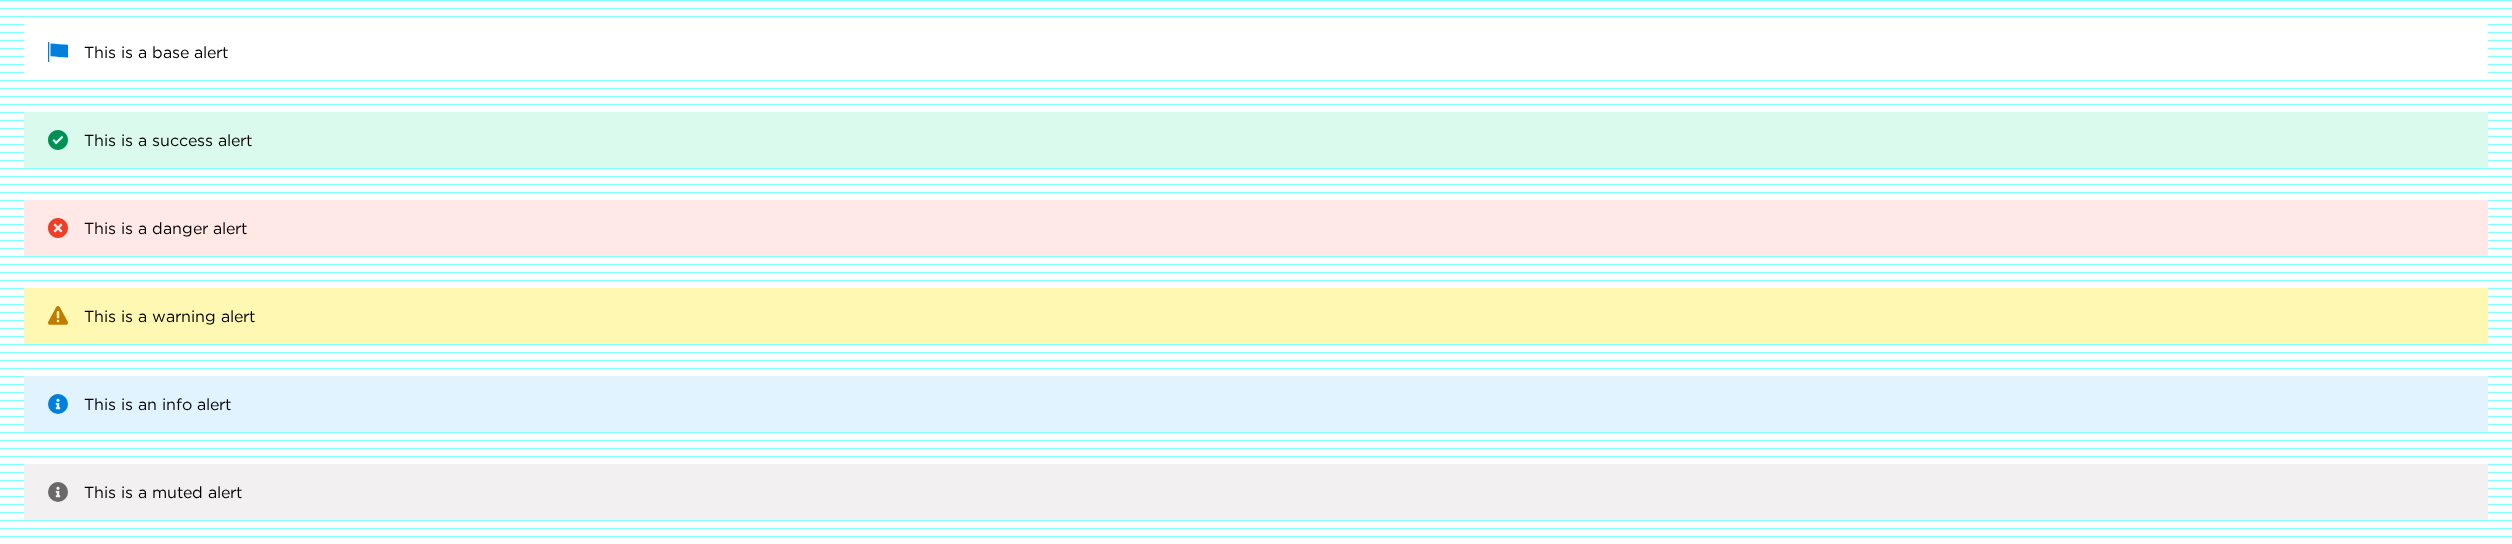 This is a base alert
This is a success alert
This is a danger alert
This is a warning alert
This is an info alert
This is a muted alert